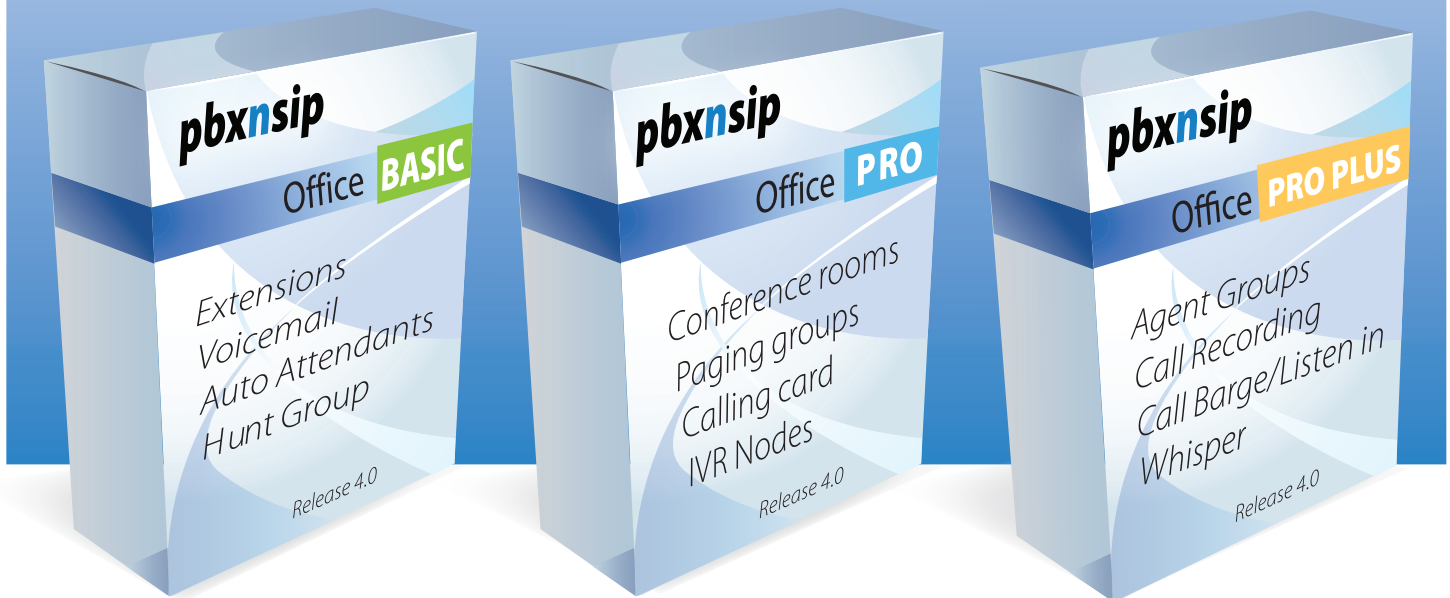 pbxnsip
Office BASIC
Extensions
Voicemail
Auto Attendants
Hunt Group
Release 4.0
pbxnsip
Office PRO
Conference rooms
Paging groups
Calling card
IVR Nodes
Release 4.0
pbxnsip
Office PRO PLUS
Agent Groups
Call Recording
Call Barge/Listen in
Whisper
Release 4.0